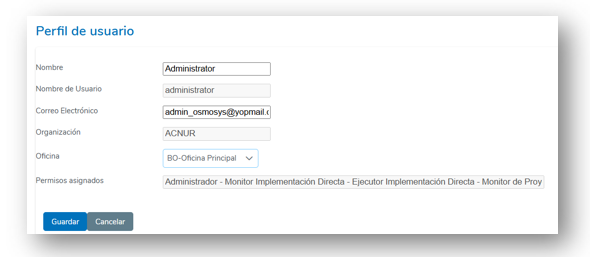 Perfil de usuario
Nombre Administrator
Nombre de Usuario administrator
Correo Electrónico admin_osmosys@yopmail.c
Organización ACNUR
Oficina BO-Oficina Principal
Permisos asignados Administrador - Monitor Implementación Directa - Ejecutor Implementación Directa - Monitor de Proy
Guardar Cancelar